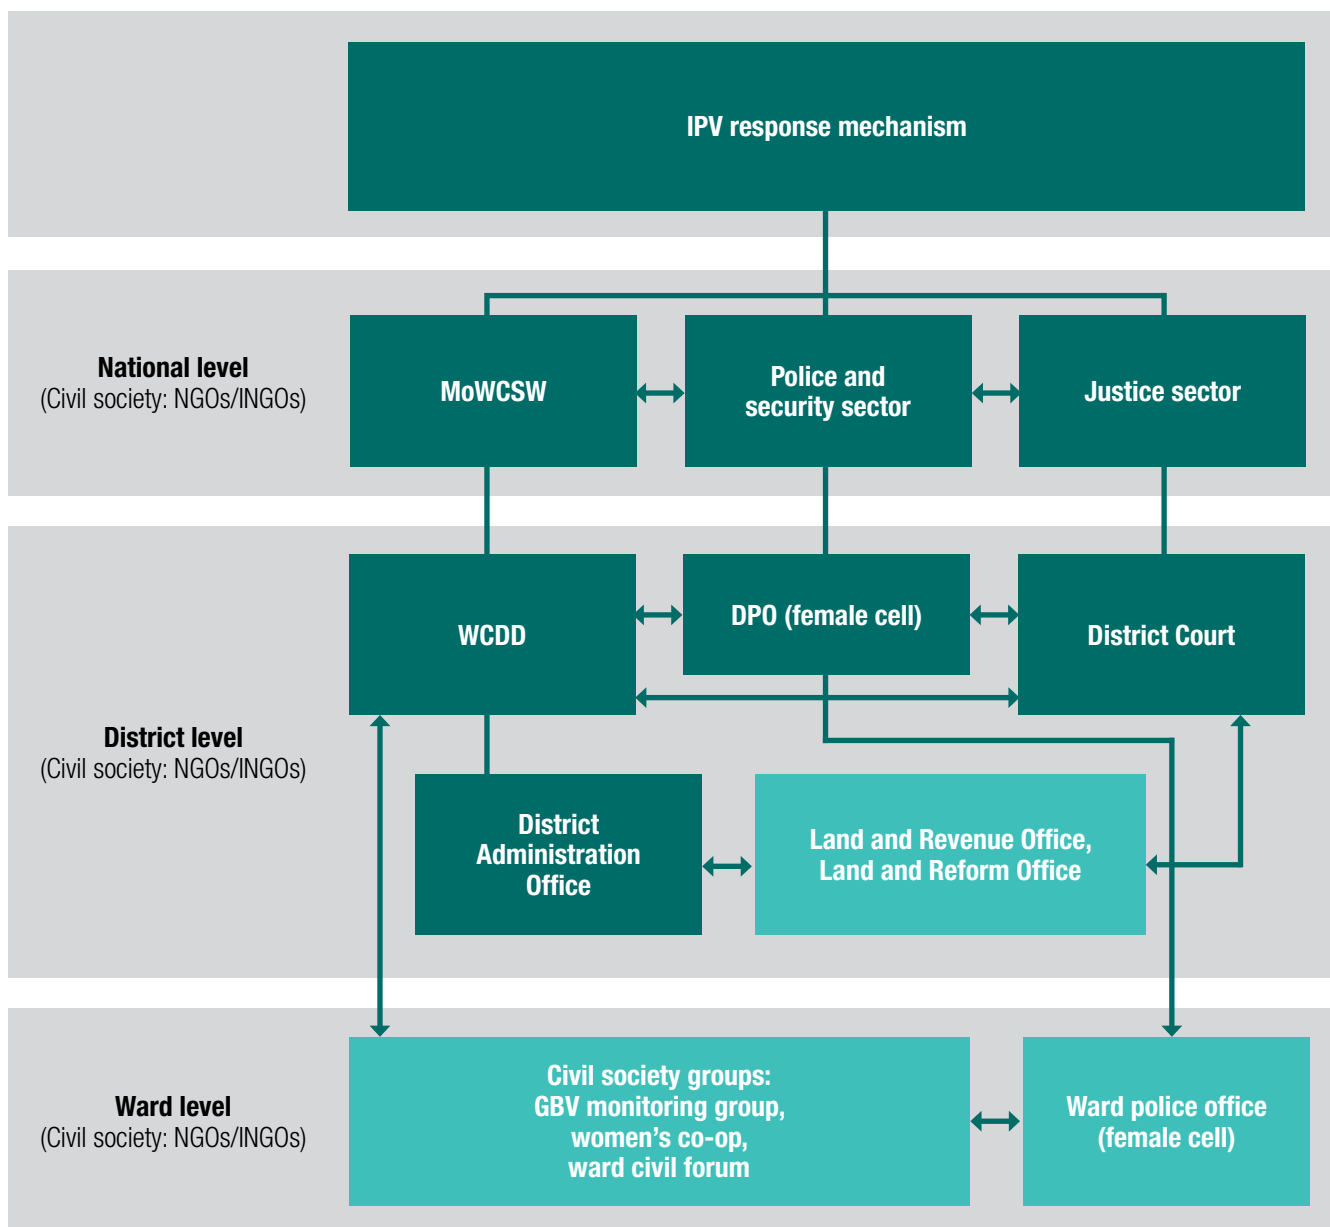 IPV response mechanism
National level
(Civil society: NGOs/INGOs)
MoWCSW
Police and
security sector
Justice sector
District level
(Civil society: NGOs/INGOs)
WCDD
DPO (female cell)
District Court
District
Administration
Office
Land and Revenue Office,
Land and Reform Office
Ward level
(Civil society: NGOs/INGOs)
Civil society groups:
GBV monitoring group,
women's co-op,
ward civil forum
Ward police office
(female cell)